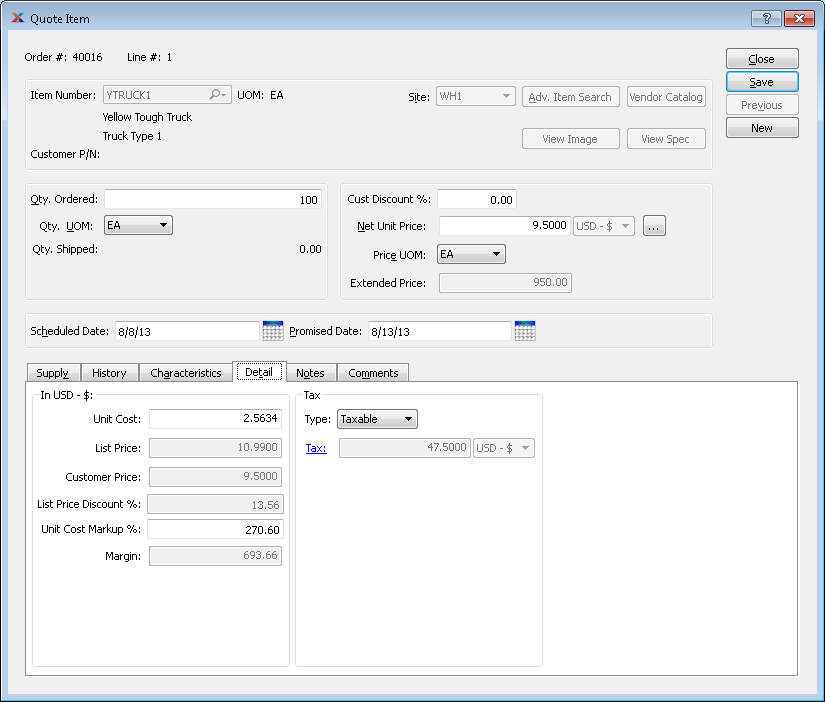 Quote Item
Order #: 40016 Line #: 1
Close
Save
Previous
New
Item Number: YTRUCK1 UOM: EA Site: WH1 Adv. Item Search Vendor Catalog
Yellow Tough Truck
Truck Type 1
View Image View Spec
Customer P/N:
Qty. Ordered: 100
Qty. UOM: EA
Qty. Shipped: 0.00
Cust Discount %: 0.00
Net Unit Price: 9.5000 USD - $ ...
Price UOM: EA
Extended Price: 950.00
Scheduled Date: 8/8/13 Promised Date: 8/13/13
Supply History Characteristics Detail Notes Comments
In USD - $:
Unit Cost: 2.5634
List Price: 10.9900
Customer Price: 9.5000
List Price Discount %: 13.56
Unit Cost Markup %: 270.60
Margin: 693.66
Tax
Type: Taxable
Tax: 47.5000 USD - $